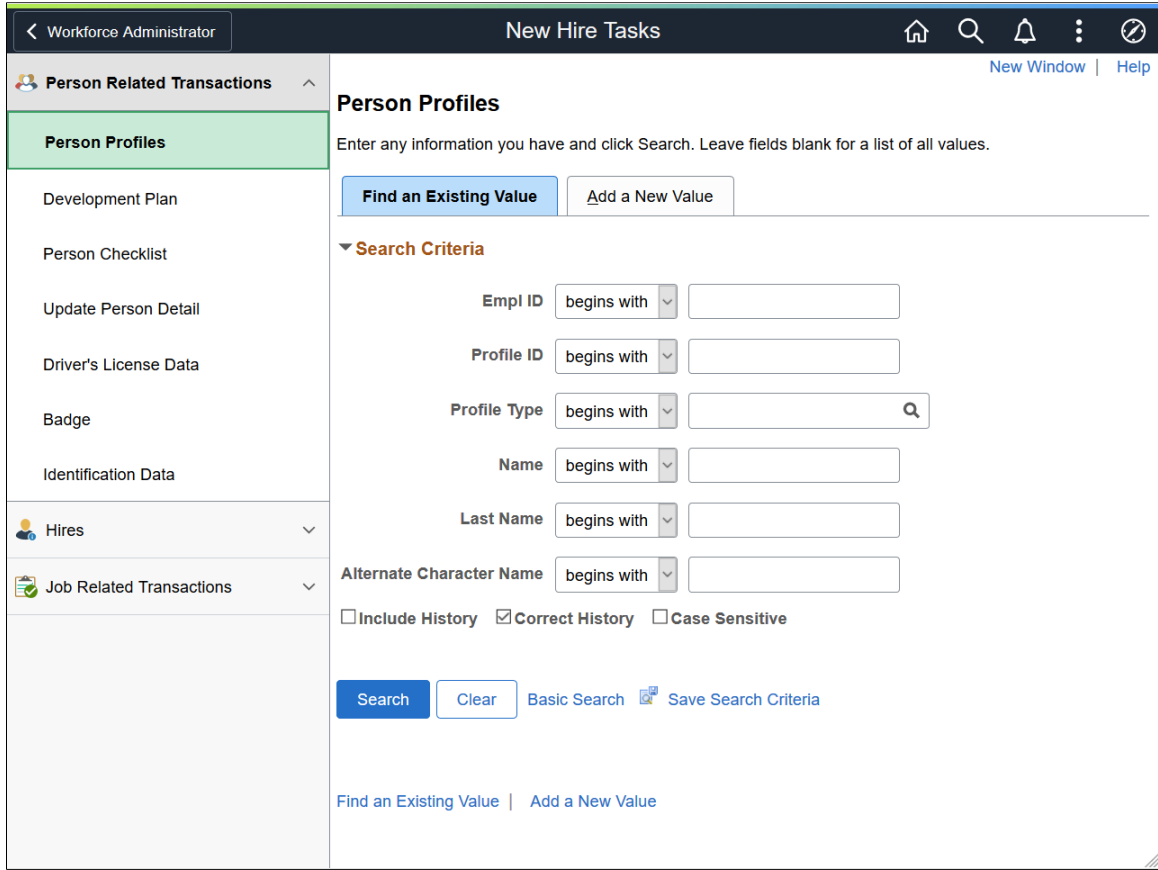 Workforce Administrator
New Hire Tasks
New Window | Help
Person Related Transactions
Person Profiles
Development Plan
Person Checklist
Update Person Detail
Driver's License Data
Badge
Identification Data
Hires
Job Related Transactions
Person Profiles
Enter any information you have and click Search. Leave fields blank for a list of all values.
Find an Existing Value
Add a New Value
Search Criteria
Empl ID begins with
Profile ID begins with
Profile Type begins with
Name begins with
Last Name begins with
Alternate Character Name begins with
Include History Correct History Case Sensitive
Search Clear Basic Search Save Search Criteria
Find an Existing Value | Add a New Value